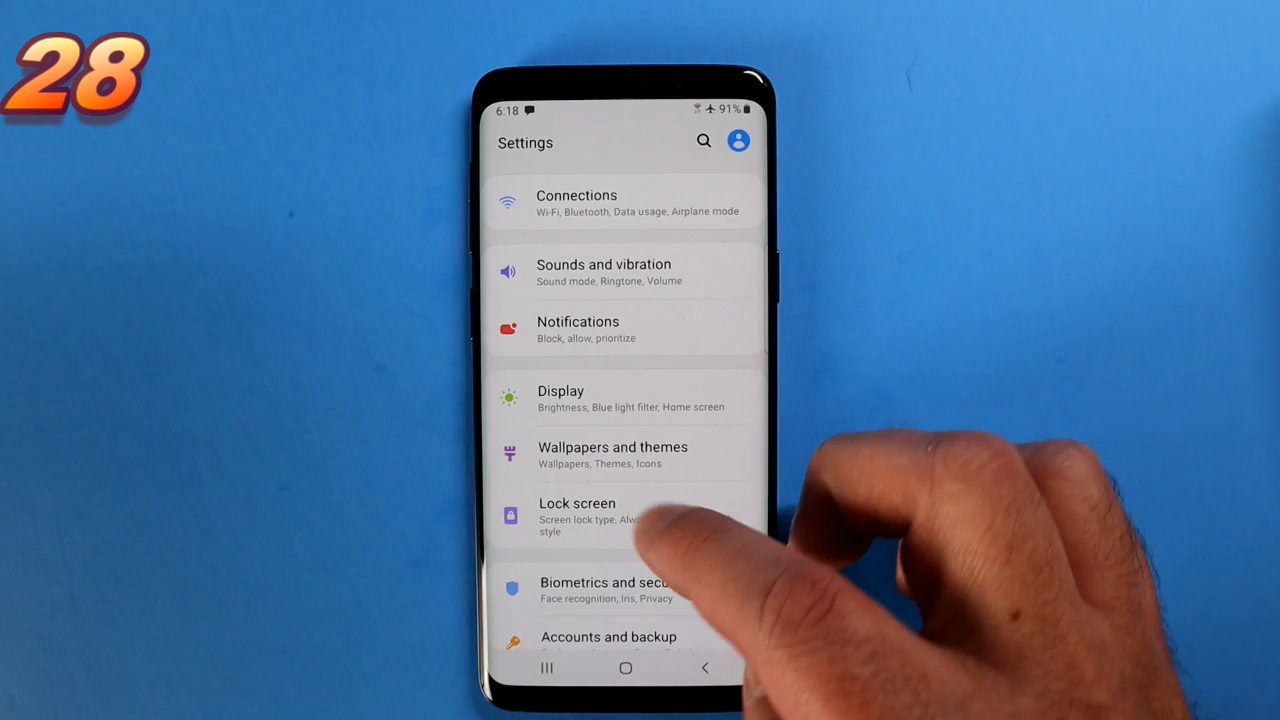 28
6:18
91%
Settings
Connections
Wi-Fi, Bluetooth, Data usage, Airplane mode
Sounds and vibration
Sound mode, Ringtone, Volume
Notifications
Block, allow, prioritize
Display
Brightness, Blue light filter, Home screen
Wallpapers and themes
Wallpapers, Themes, Icons
Lock screen
Screen lock type,
style
Biometrics and
Face recognition, Iris, Privacy
Accounts and backup